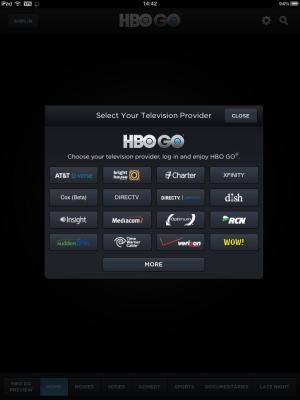 iPad VPN 14:42 94%
SIGN IN HBO GO
Select Your Television Provider CLOSE
HBO GO
Choose your television provider, log in and enjoy HBO GO®.
AT&T U-verse bright house Charter XFINITY
Cox (Beta) DIRECTV DIRECTV dish
Insight Mediacom Optimum RCN
suddenlink Time Warner Cable verizon WOW!
MORE
HBO GO PREVIEW HOME MOVIES SERIES COMEDY SPORTS DOCUMENTARIES LATE NIGHT